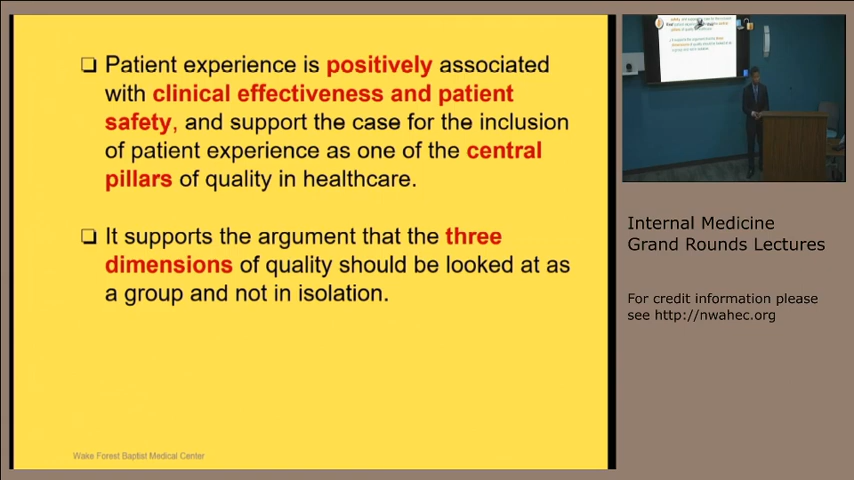 Patient experience is positively associated
with clinical effectiveness and patient
safety, and support the case for the inclusion
of patient experience as one of the central
pillars of quality in healthcare.
It supports the argument that the three
dimensions of quality should be looked at as
a group and not in isolation.
Wake Forest Baptist Medical Center
Internal Medicine
Grand Rounds Lectures
For credit information please
see http://nwahec.org